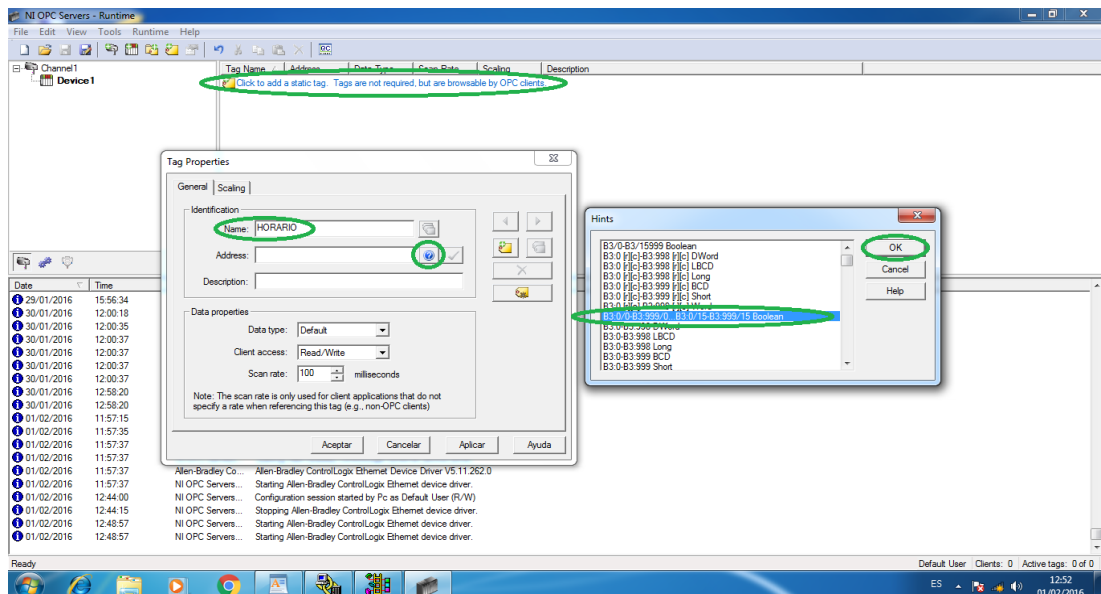 NI OPC Servers - Runtime
File Edit View Tools Runtime Help
Channel1
Device1
Tag Name Address Data Type Scan Rate Scaling Description
Click to add a static tag. Tags are not required, but are browsable by OPC clients.
Tag Properties
General Scaling
Identification
Name: HORARIO
Address:
Description:
Data properties
Data type: Default
Client access: Read/Write
Scan rate: 100 milliseconds
Note: The scan rate is only used for client applications that do not
specify a rate when referencing this tag (e.g., non-OPC clients)
Aceptar Cancelar Aplicar Ayuda
Hints
B3/0-B3/15999 Boolean
B3:0 [r][c]-B3:998 [r][c] DWord
B3:0 [r][c]-B3:998 [r][c] LBCD
B3:0 [r][c]-B3:998 [r][c] Long
B3:0 [r][c]-B3:999 [r][c] BCD
B3:0 [r][c]-B3:999 [r][c] Short
B3:0 [r][c]-B3:999 [r][c] Word
B3:0/0-B3:999/0...B3:0/15-B3:999/15 Boolean
B3:0-B3:998 DWord
B3:0-B3:998 LBCD
B3:0-B3:998 Long
B3:0-B3:999 BCD
B3:0-B3:999 Short
OK
Cancel
Help
Date Time
29/01/2016 15:56:34
30/01/2016 12:00:18
30/01/2016 12:00:35
30/01/2016 12:00:37
30/01/2016 12:00:37
30/01/2016 12:00:37
30/01/2016 12:00:37
30/01/2016 12:58:20
30/01/2016 12:58:20
01/02/2016 11:57:15
01/02/2016 11:57:35
01/02/2016 11:57:37
01/02/2016 11:57:37
01/02/2016 11:57:37 Allen-Bradley Co... Allen-Bradley ControlLogix Ethernet Device Driver V5.11.262.0
01/02/2016 11:57:37 NI OPC Servers... Starting Allen-Bradley ControlLogix Ethernet device driver.
01/02/2016 12:44:00 NI OPC Servers... Configuration session started by Pc as Default User (R/W)
01/02/2016 12:44:15 NI OPC Servers... Stopping Allen-Bradley ControlLogix Ethernet device driver.
01/02/2016 12:48:57 NI OPC Servers... Starting Allen-Bradley ControlLogix Ethernet device driver.
01/02/2016 12:48:57 NI OPC Servers... Starting Allen-Bradley ControlLogix Ethernet device driver.
Ready Default User Clients: 0 Active tags: 0 of 0
ES 12:52
01/02/2016